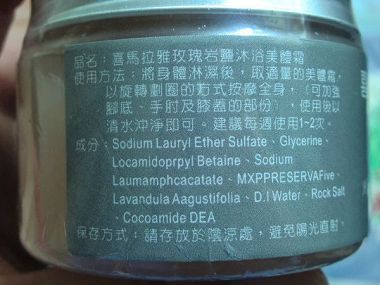 品名：喜馬拉雅玫瑰岩鹽沐浴美體霜
使用方法：將身體淋濕後，取適量的美體霜，
以旋轉劃圈的方式按摩全身，（可加強
腳底、手肘及膝蓋的部份），使用後以
清水沖淨即可。建議每週使用1~2次。
成分：Sodium Lauryl Ether Sulfate、Glycerine、
Locamidoprpyl Betaine、Sodium
Laumamphcacatate、MXPPRESERVAFive、
Lavandula Aagustifolia、D.I Water、Rock Salt
、Cocoamide DEA
保存方式：請存放於陰涼處，避免陽光直射。